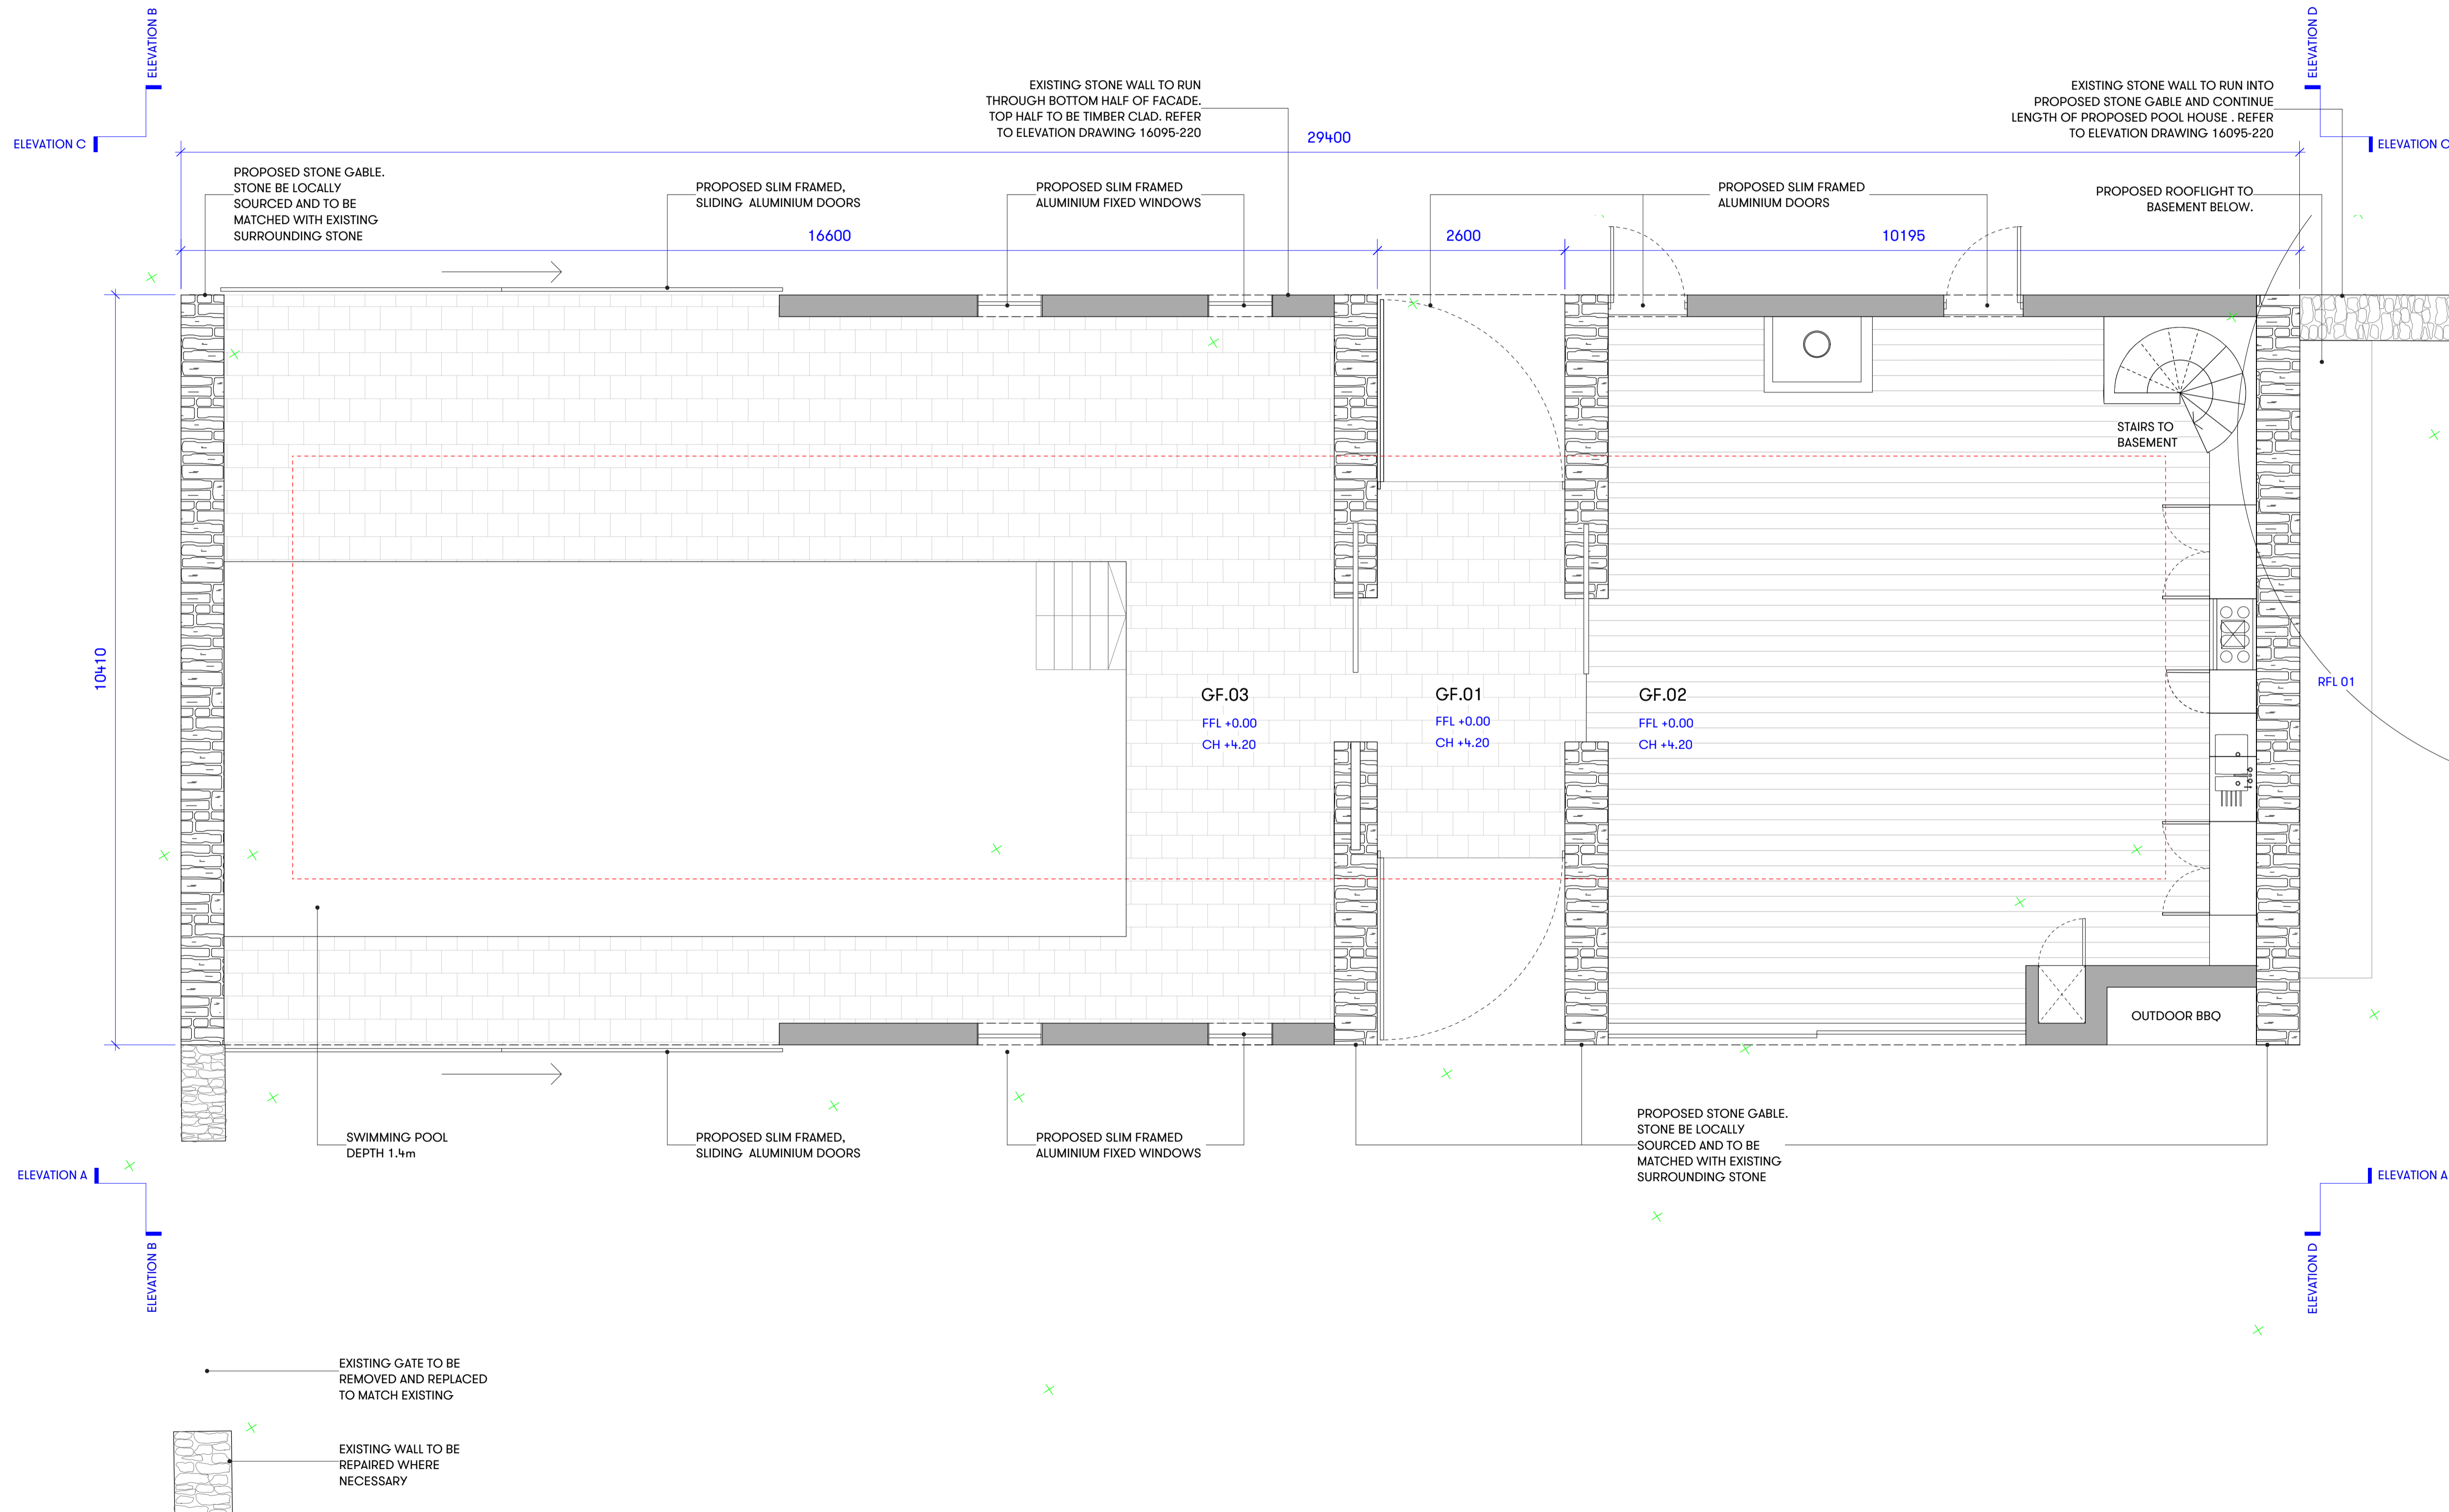 ELEVATION B
ELEVATION D
ELEVATION C
EXISTING STONE WALL TO RUN
THROUGH BOTTOM HALF OF FACADE.
TOP HALF TO BE TIMBER CLAD. REFER
TO ELEVATION DRAWING 16095-220
29400
EXISTING STONE WALL TO RUN INTO
PROPOSED STONE GABLE AND CONTINUE
LENGTH OF PROPOSED POOL HOUSE . REFER
TO ELEVATION DRAWING 16095-220
ELEVATION C
PROPOSED STONE GABLE.
STONE BE LOCALLY
SOURCED AND TO BE
MATCHED WITH EXISTING
SURROUNDING STONE
PROPOSED SLIM FRAMED,
SLIDING ALUMINIUM DOORS
PROPOSED SLIM FRAMED
ALUMINIUM FIXED WINDOWS
PROPOSED SLIM FRAMED
ALUMINIUM DOORS
PROPOSED ROOFLIGHT TO
BASEMENT BELOW.
16600
2600
10195
STAIRS TO
BASEMENT
10410
GF.03
FFL +0.00
CH +4.20
GF.01
FFL +0.00
CH +4.20
GF.02
FFL +0.00
CH +4.20
RFL 01
OUTDOOR BBQ
SWIMMING POOL
DEPTH 1.4m
PROPOSED SLIM FRAMED,
SLIDING ALUMINIUM DOORS
PROPOSED SLIM FRAMED
ALUMINIUM FIXED WINDOWS
PROPOSED STONE GABLE.
STONE BE LOCALLY
SOURCED AND TO BE
MATCHED WITH EXISTING
SURROUNDING STONE
ELEVATION A
ELEVATION A
ELEVATION B
ELEVATION D
EXISTING GATE TO BE
REMOVED AND REPLACED
TO MATCH EXISTING
EXISTING WALL TO BE
REPAIRED WHERE
NECESSARY